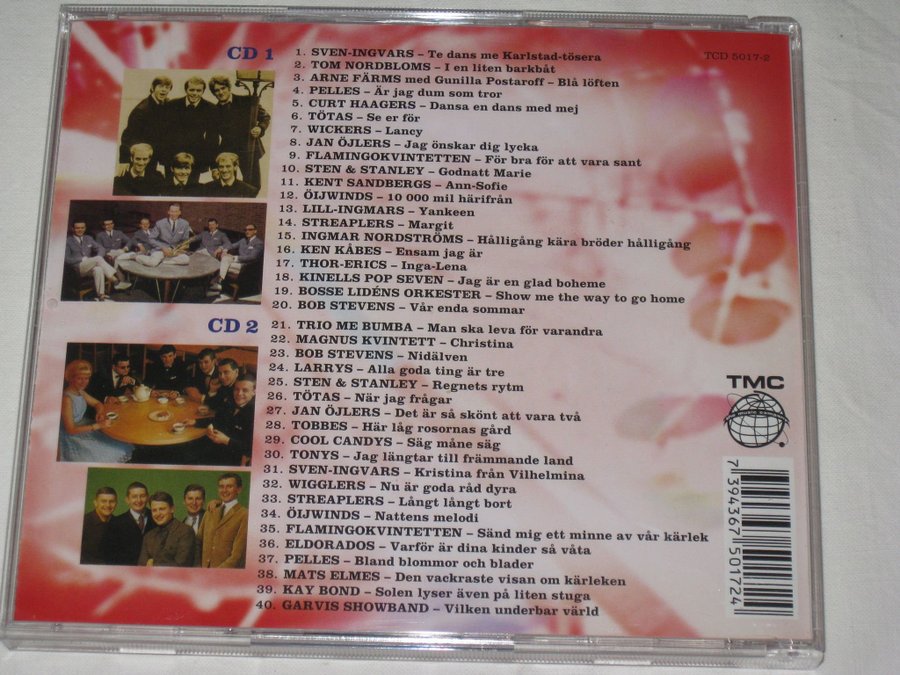 CD 1
TCD 5017-2
1. SVEN-INGVARS – Te dans me Karlstad-tösera
2. TOM NORDBLOMS – I en liten barkbåt
3. ARNE FÄRMS med Gunilla Postaroff – Blå löften
4. PELLES – Är jag dum som tror
5. CURT HAAGERS – Dansa en dans med mej
6. TÖTAS – Se er för
7. WICKERS – Lancy
8. JAN ÖJLERS – Jag önskar dig lycka
9. FLAMINGOKVINTETTEN – För bra för att vara sant
10. STEN & STANLEY – Godnatt Marie
11. KENT SANDBERGS – Ann-Sofie
12. ÖIJWINDS – 10 000 mil härifrån
13. LILL-INGMARS – Yankeen
14. STREAPLERS – Margit
15. INGMAR NORDSTRÖMS – Hålligång kära bröder hålligång
16. KEN KÅBES – Ensam jag är
17. THOR-ERICS – Inga-Lena
18. KINELLS POP SEVEN – Jag är en glad boheme
19. BOSSE LIDÉNS ORKESTER – Show me the way to go home
20. BOB STEVENS – Vår enda sommar
CD 2
21. TRIO ME BUMBA – Man ska leva för varandra
22. MAGNUS KVINTETT – Christina
23. BOB STEVENS – Nidälven
24. LARRYS – Alla goda ting är tre
25. STEN & STANLEY – Regnets rytm
26. TÖTAS – När jag frågar
27. JAN ÖJLERS – Det är så skönt att vara två
28. TOBBES – Här låg rosornas gård
29. COOL CANDYS – Säg måne säg
30. TONYS – Jag längtar till främmande land
31. SVEN-INGVARS – Kristina från Vilhelmina
32. WIGGLERS – Nu är goda råd dyra
33. STREAPLERS – Långt långt bort
34. ÖIJWINDS – Nattens melodi
35. FLAMINGOKVINTETTEN – Sänd mig ett minne av vår kärlek
36. ELDORADOS – Varför är dina kinder så våta
37. PELLES – Bland blommor och blader
38. MATS ELMES – Den vackraste visan om kärleken
39. KAY BOND – Solen lyser även på liten stuga
40. GARVIS SHOWBAND – Vilken underbar värld
TMC
7 394367 501724